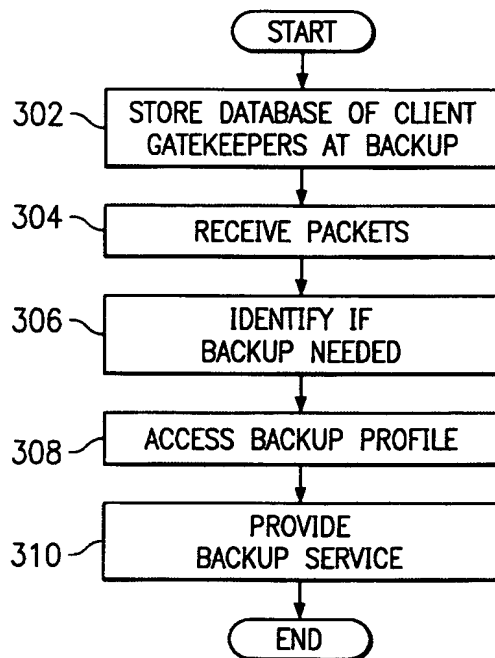 START
302
STORE DATABASE OF CLIENT
GATEKEEPERS AT BACKUP
304
RECEIVE PACKETS
306
IDENTIFY IF
BACKUP NEEDED
308
ACCESS BACKUP PROFILE
310
PROVIDE
BACKUP SERVICE
END